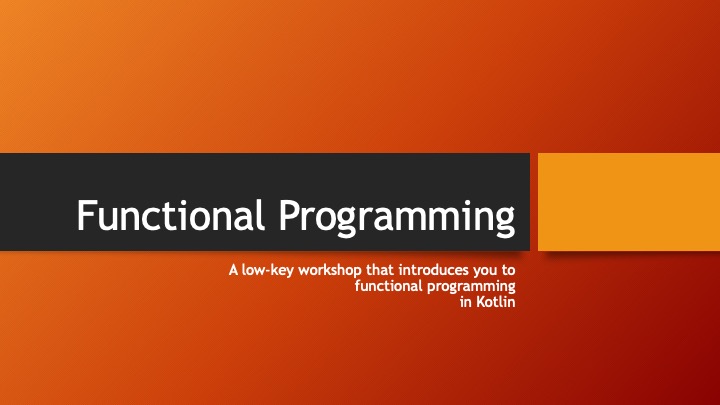 Functional Programming
A low-key workshop that introduces you to
functional programming
in Kotlin